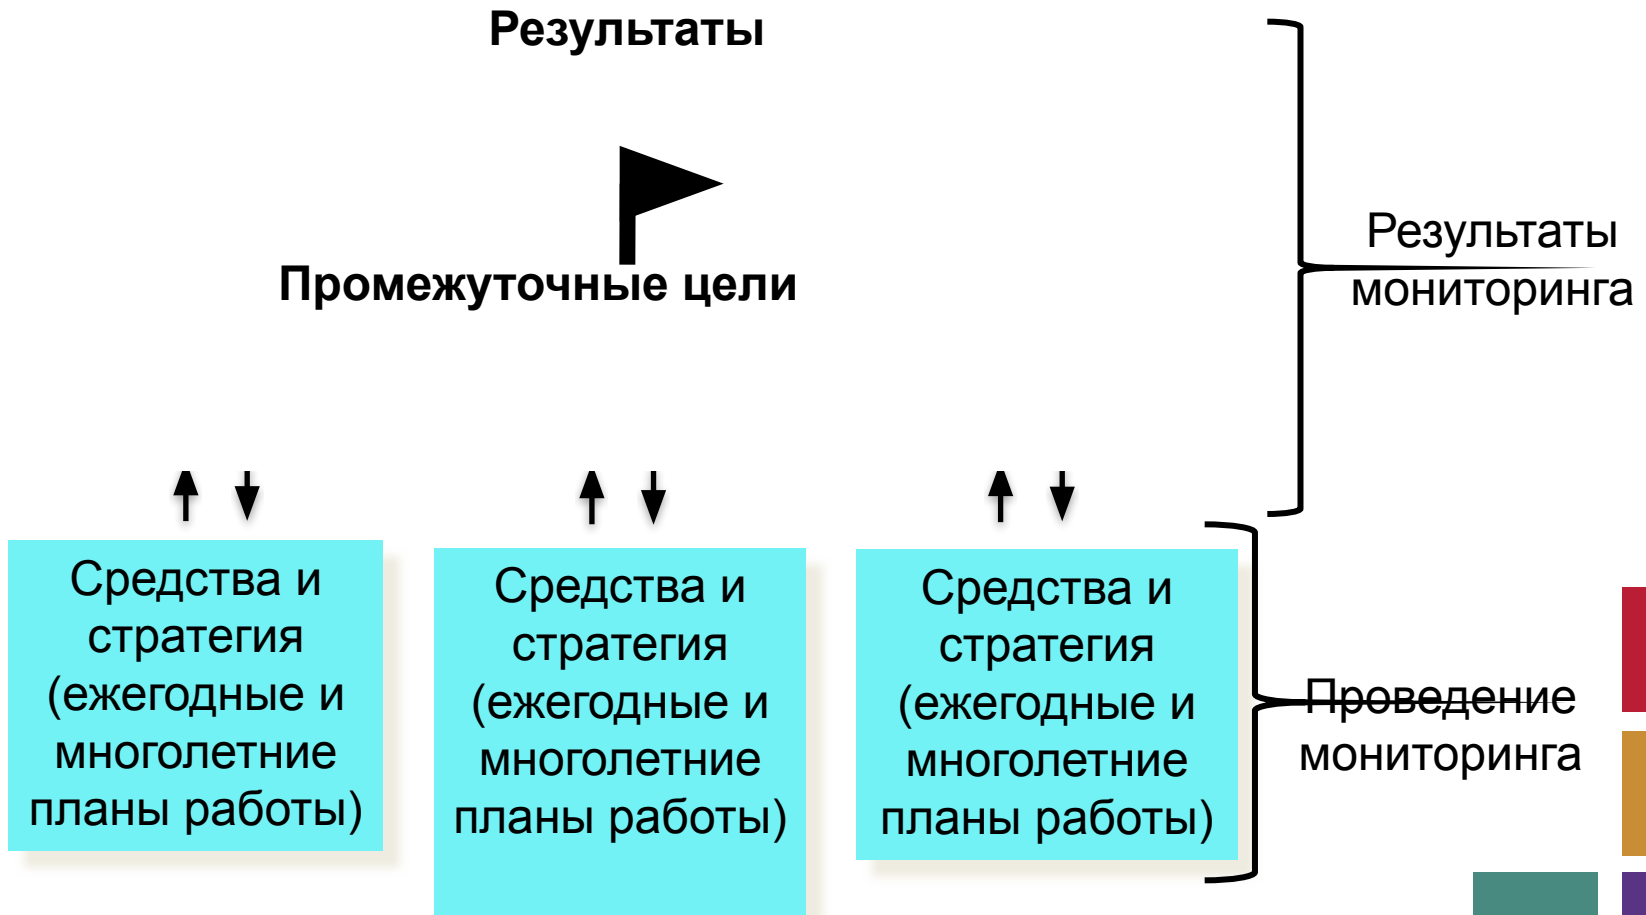 Результаты
Промежуточные цели
Результаты
мониторинга
Средства и
стратегия
(ежегодные и
многолетние
планы работы)
Средства и
стратегия
(ежегодные и
многолетние
планы работы)
Средства и
стратегия
(ежегодные и
многолетние
планы работы)
Проведение
мониторинга